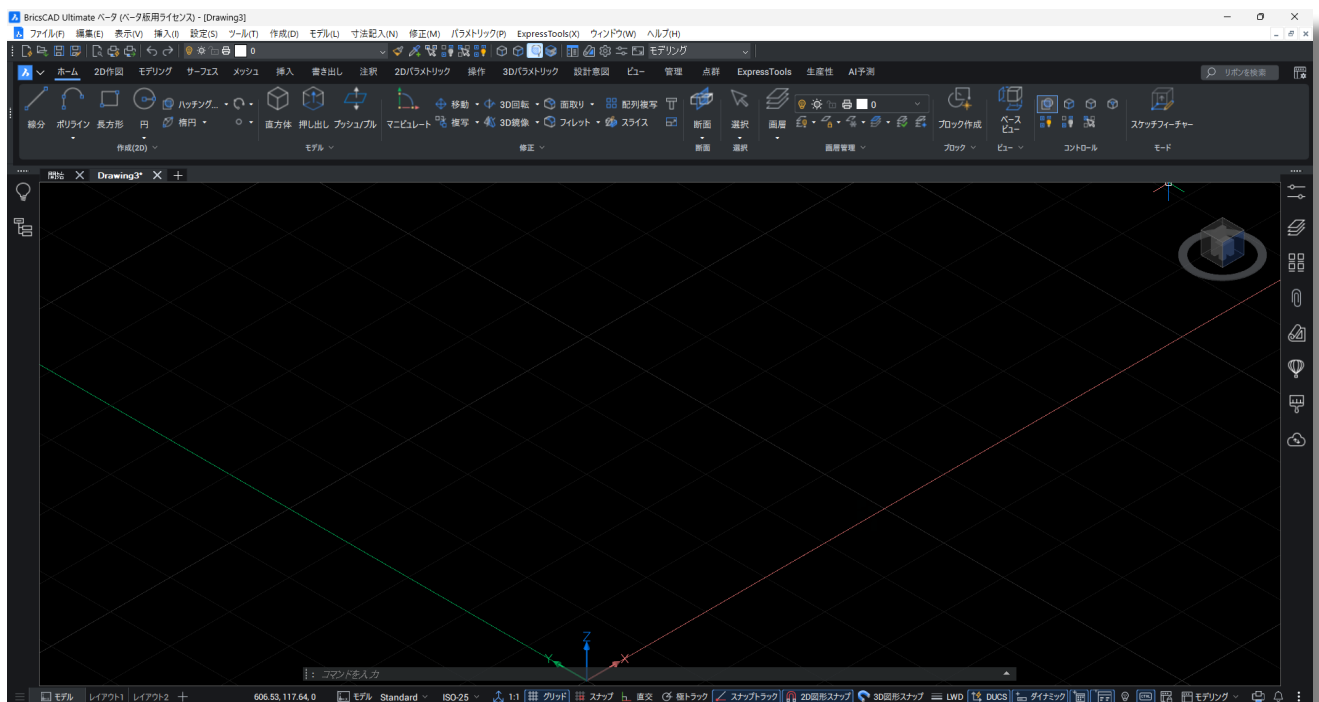 BricsCAD Ultimate ベータ (ベータ版用ライセンス) - [Drawing3]
ファイル(F) 編集(E) 表示(V) 挿入(I) 設定(S) ツール(T) 作成(D) モデル(L) 寸法記入(N) 修正(M) パラメトリック(P) ExpressTools(X) ウィンドウ(W) ヘルプ(H)
0 モデリング
ホーム 2D作図 モデリング サーフェス メッシュ 挿入 書き出し 注釈 2Dパラメトリック 操作 3Dパラメトリック 設計意図 ビュー 管理 点群 ExpressTools 生産性 AI予測 リボンを検索
ハッチング... 移動 3D回転 面取り 配列複写 0
線分 ポリライン 長方形 円 楕円 直方体 押し出し プッシュ/プル マニピュレート 複写 3D鏡像 フィレット スライス 断面 選択 画層 ブロック作成 ベースビュー スケッチフィーチャー
作成(2D) モデル 修正 断面 選択 画層管理 ブロック ビュー コントロール モード
開始 Drawing3*
Z
Y X
: コマンドを入力
モデル レイアウト1 レイアウト2 606.53, 117.64, 0 モデル Standard ISO-25 1:1 グリッド スナップ 直交 極トラック スナップトラック 2D図形スナップ 3D図形スナップ LWD DUCS ダイナミック モデリング